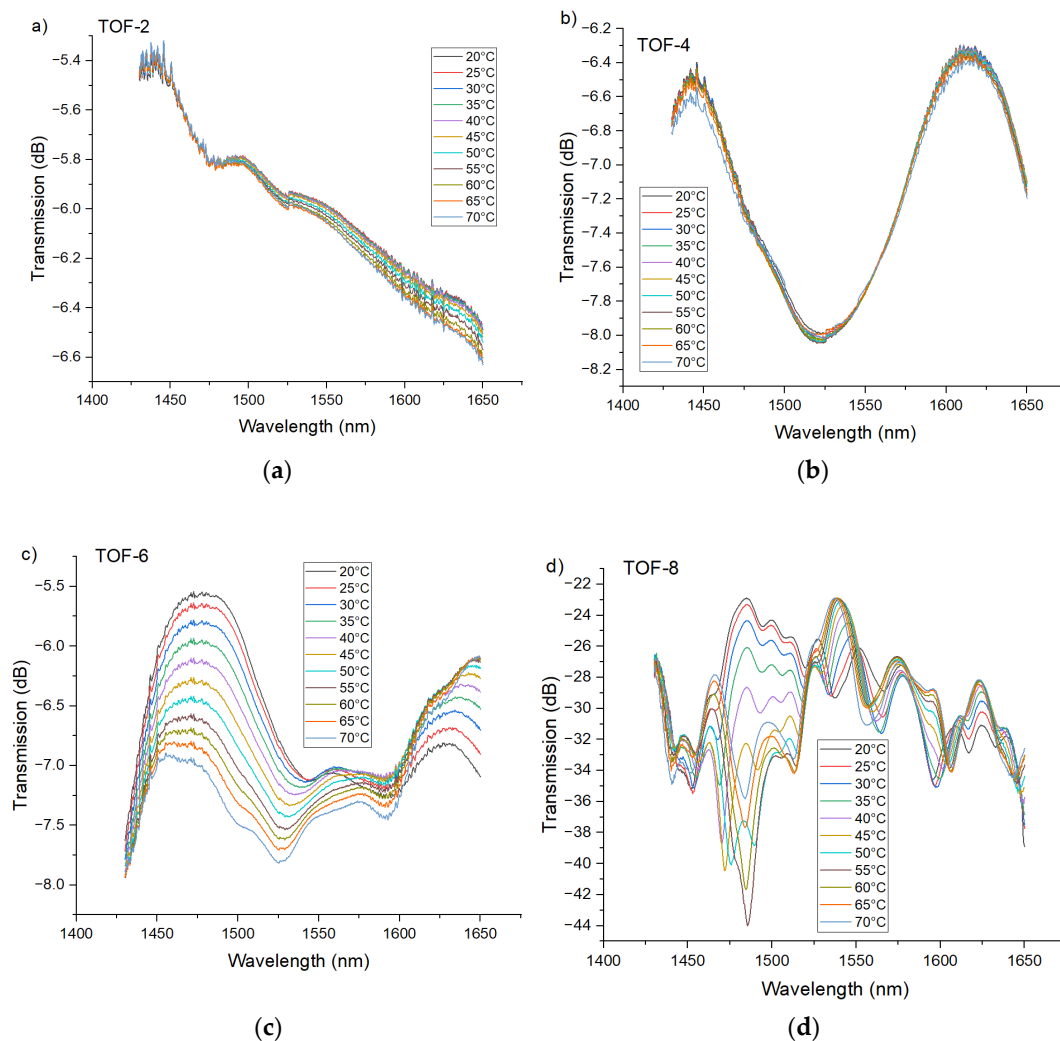 a) TOF-2
−5.4
−5.6
−5.8
−6.0
−6.2
−6.4
−6.6
Transmission (dB)
20°C
25°C
30°C
35°C
40°C
45°C
50°C
55°C
60°C
65°C
70°C
1400 1450 1500 1550 1600 1650
Wavelength (nm)
(a)
b) TOF-4
−6.2
−6.4
−6.6
−6.8
−7.0
−7.2
−7.4
−7.6
−7.8
−8.0
−8.2
Transmission (dB)
20°C
25°C
30°C
35°C
40°C
45°C
50°C
55°C
60°C
65°C
70°C
1400 1450 1500 1550 1600 1650
Wavelength (nm)
(b)
c) TOF-6
−5.5
−6.0
−6.5
−7.0
−7.5
−8.0
Transmission (dB)
20°C
25°C
30°C
35°C
40°C
45°C
50°C
55°C
60°C
65°C
70°C
1400 1450 1500 1550 1600 1650
Wavelength (nm)
(c)
d) TOF-8
−22
−24
−26
−28
−30
−32
−34
−36
−38
−40
−42
−44
Transmission (dB)
20°C
25°C
30°C
35°C
40°C
45°C
50°C
55°C
60°C
65°C
70°C
1400 1450 1500 1550 1600 1650
Wavelength (nm)
(d)